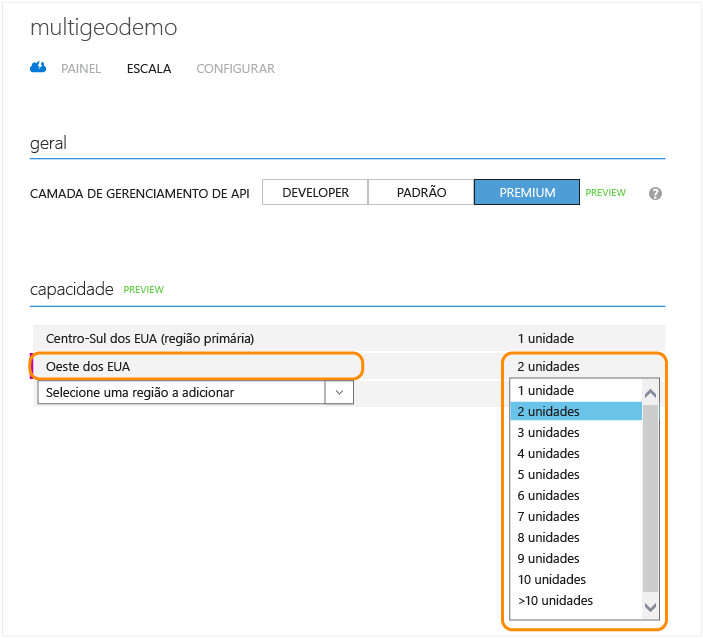 multigeodemo
PAINEL ESCALA CONFIGURAR
geral
CAMADA DE GERENCIAMENTO DE API DEVELOPER PADRÃO PREMIUM PREVIEW ?
capacidade PREVIEW
Centro-Sul dos EUA (região primária) 1 unidade
Oeste dos EUA 2 unidades
Selecione uma região a adicionar
1 unidade
2 unidades
3 unidades
4 unidades
5 unidades
6 unidades
7 unidades
8 unidades
9 unidades
10 unidades
>10 unidades